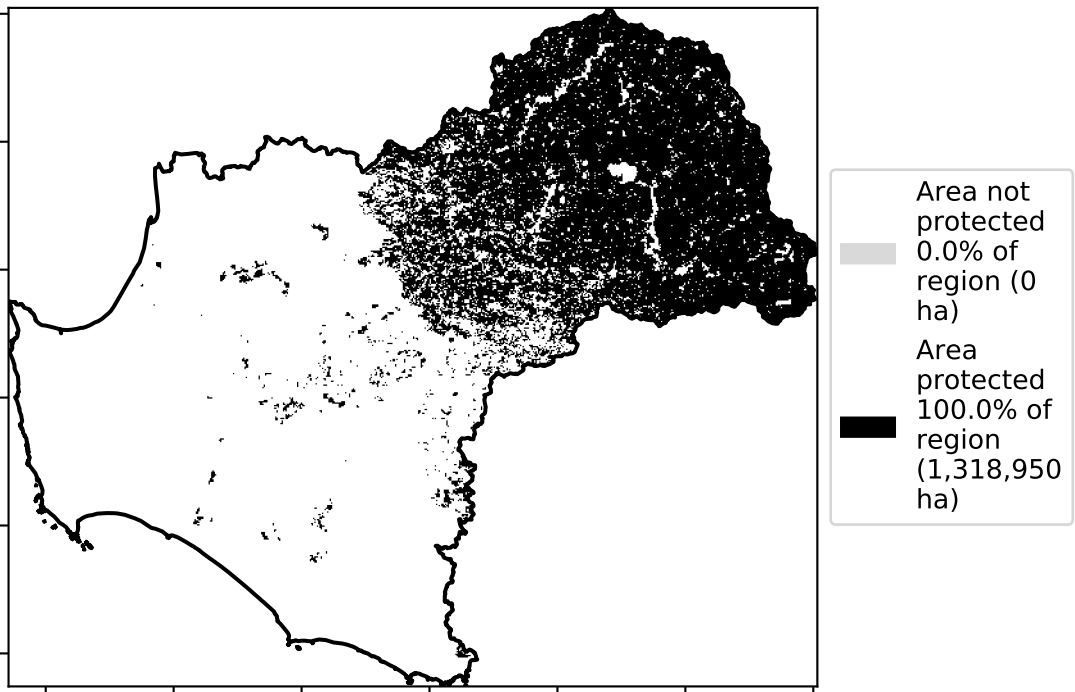 Area not
protected
0.0% of
region (0
ha)
Area
protected
100.0% of
region
(1,318,950
ha)